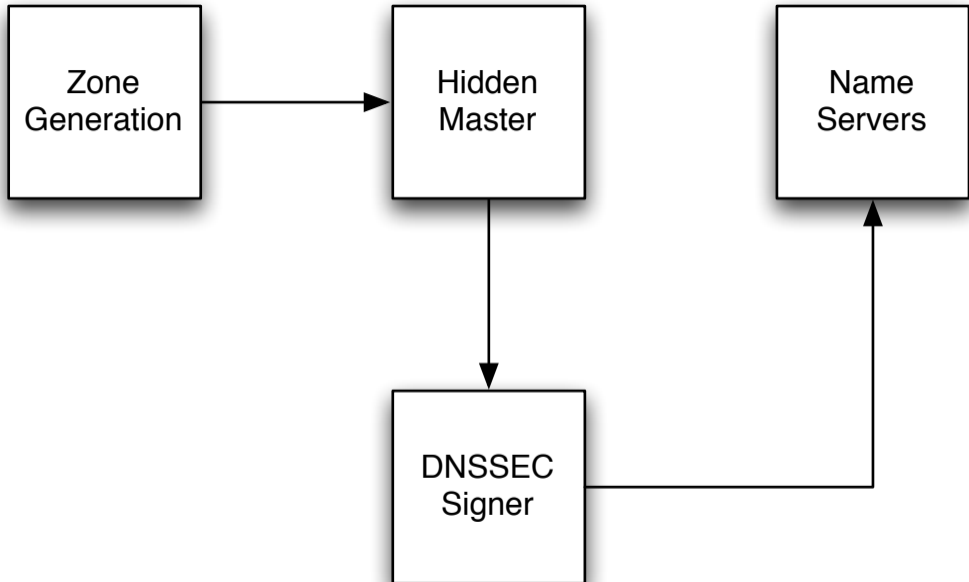 Zone
Generation
Hidden
Master
Name
Servers
DNSSEC
Signer